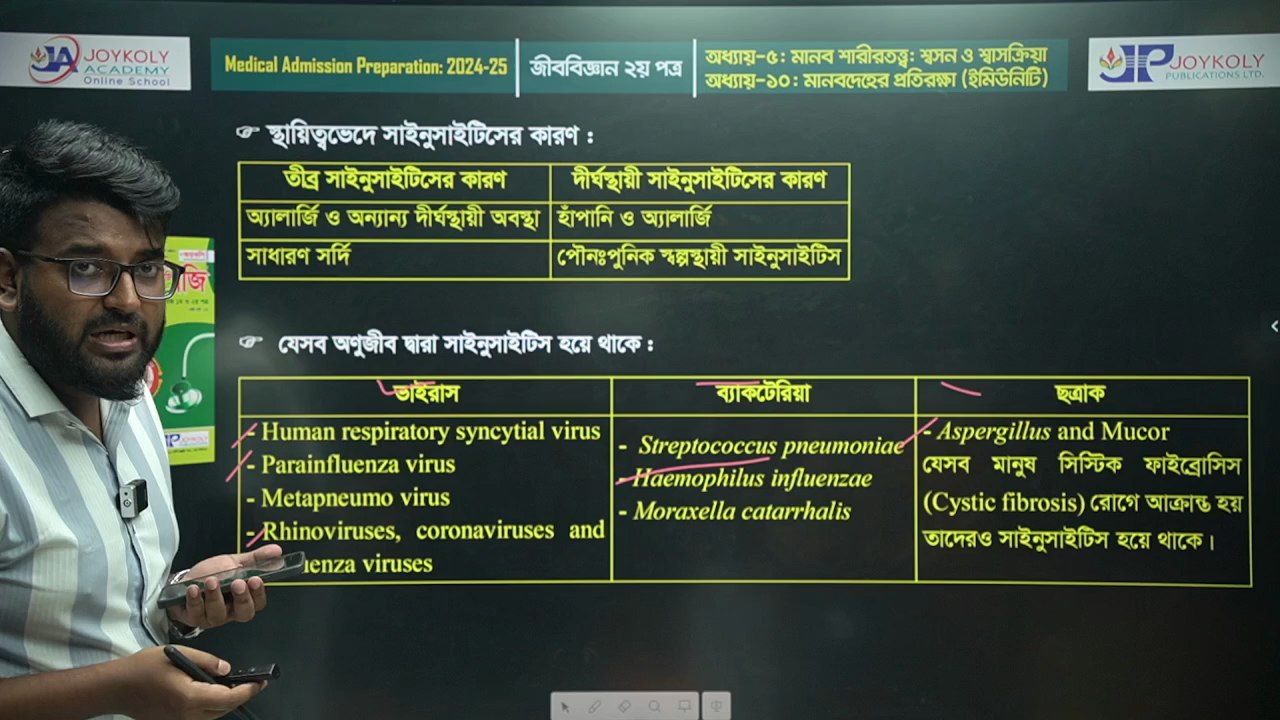 JA JOYKOLY
ACADEMY
Online School
Medical Admission Preparation: 2024-25
জীববিজ্ঞান ২য় পত্র
অধ্যায়-৫: মানব শারীরতত্ত্ব: শ্বসন ও শ্বাসক্রিয়া
অধ্যায়-১০: মানবদেহের প্রতিরক্ষা (ইমিউনিটি)
JP JOYKOLY
PUBLICATIONS LTD.
☞ স্থায়িত্বভেদে সাইনুসাইটিসের কারণ :
তীব্র সাইনুসাইটিসের কারণ দীর্ঘস্থায়ী সাইনুসাইটিসের কারণ
অ্যালার্জি ও অন্যান্য দীর্ঘস্থায়ী অবস্থা হাঁপানি ও অ্যালার্জি
সাধারণ সর্দি পৌনঃপুনিক স্বল্পস্থায়ী সাইনুসাইটিস
☞ যেসব অণুজীব দ্বারা সাইনুসাইটিস হয়ে থাকে :
ভাইরাস
- Human respiratory syncytial virus
- Parainfluenza virus
- Metapneumo virus
- Rhinoviruses, coronaviruses and
viruses
ব্যাকটেরিয়া
- Streptococcus pneumoniae
- Haemophilus influenzae
- Moraxella catarrhalis
ছত্রাক
- Aspergillus and Mucor
যেসব মানুষ সিস্টিক ফাইব্রোসিস
(Cystic fibrosis) রোগে আক্রান্ত হয়
তাদেরও সাইনুসাইটিস হয়ে থাকে।